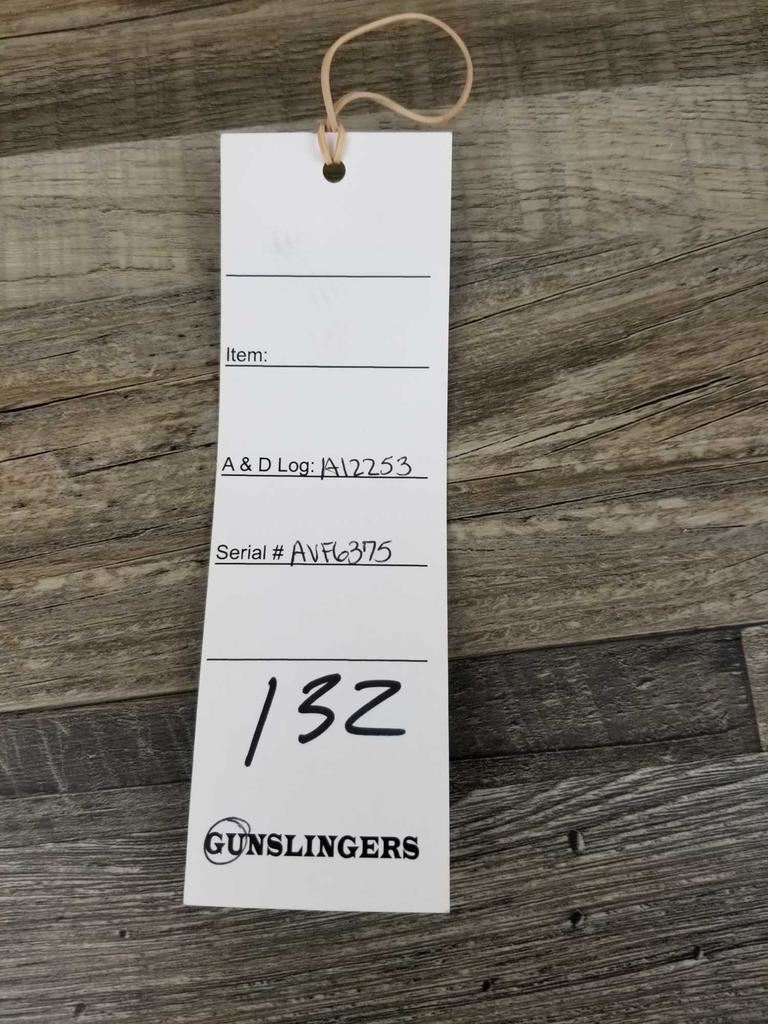 Item:
A & D Log: A12253
Serial # AVF6375
132
GUNSLINGERS